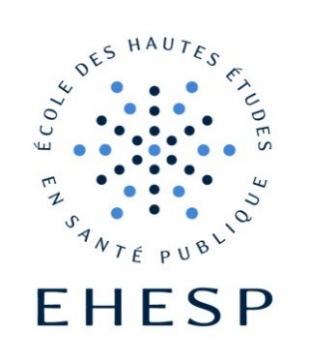 ÉCOLE DES HAUTES ÉTUDES
EN SANTÉ PUBLIQUE
EHESP